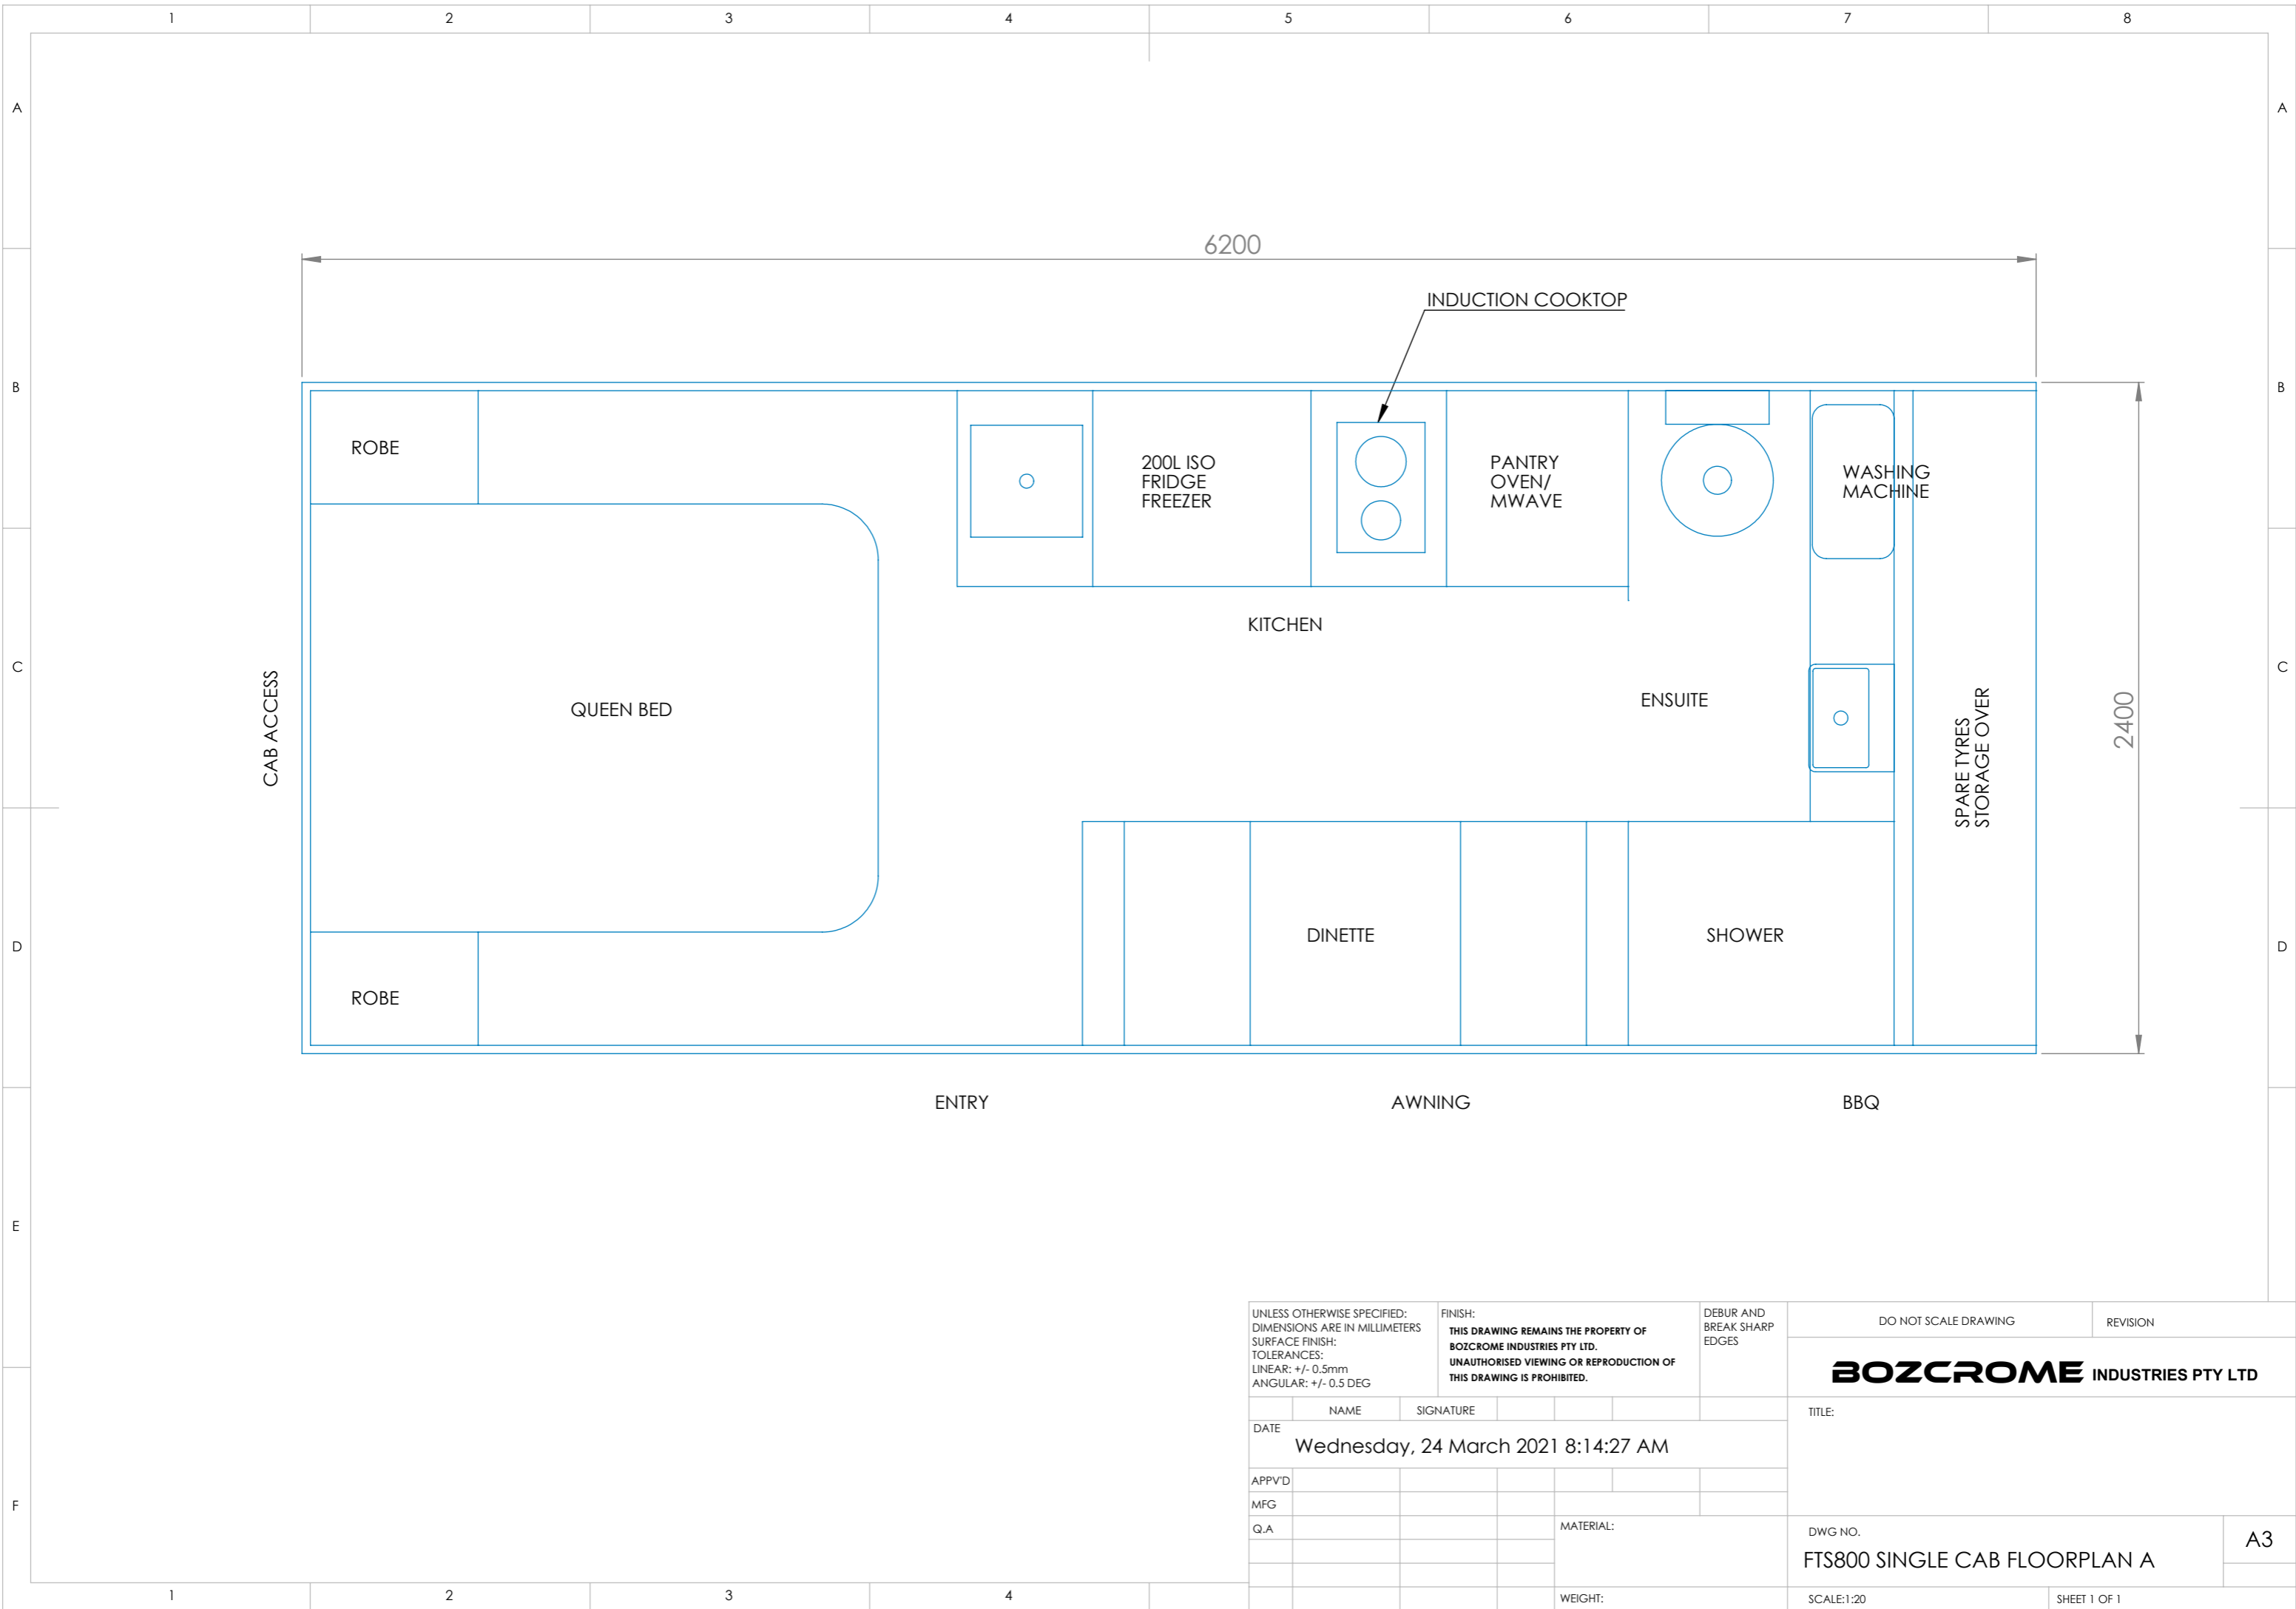 1 2 3 4 5 6 7 8
A A
6200
INDUCTION COOKTOP
B B
ROBE
200L ISO
FRIDGE
FREEZER
PANTRY
OVEN/
MWAVE
WASHING
MACHINE
KITCHEN
C C
CAB ACCESS
QUEEN BED
ENSUITE
SPARE TYRES
STORAGE OVER
2400
DINETTE
SHOWER
D D
ROBE
ENTRY
AWNING
BBQ
E
F
UNLESS OTHERWISE SPECIFIED:
DIMENSIONS ARE IN MILLIMETERS
SURFACE FINISH:
TOLERANCES:
LINEAR: +/- 0.5mm
ANGULAR: +/- 0.5 DEG
FINISH:
THIS DRAWING REMAINS THE PROPERTY OF
BOZCROME INDUSTRIES PTY LTD.
UNAUTHORISED VIEWING OR REPRODUCTION OF
THIS DRAWING IS PROHIBITED.
DEBUR AND
BREAK SHARP
EDGES
DO NOT SCALE DRAWING
REVISION
BOZCROME INDUSTRIES PTY LTD
NAME
SIGNATURE
TITLE:
DATE
Wednesday, 24 March 2021 8:14:27 AM
APPV'D
MFG
Q.A
MATERIAL:
DWG NO.
FTS800 SINGLE CAB FLOORPLAN A
A3
WEIGHT:
SCALE:1:20
SHEET 1 OF 1
1 2 3 4